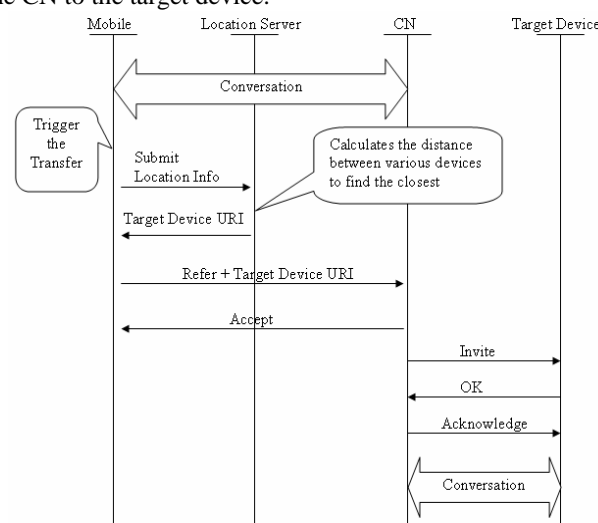 the CN to the target device.
Mobile Location Server CN Target Device
Conversation
Trigger
the
Transfer
Calculates the distance
between various devices
to find the closest
Submit
Location Info
Target Device URI
Refer + Target Device URI
Accept
Invite
OK
Acknowledge
Conversation